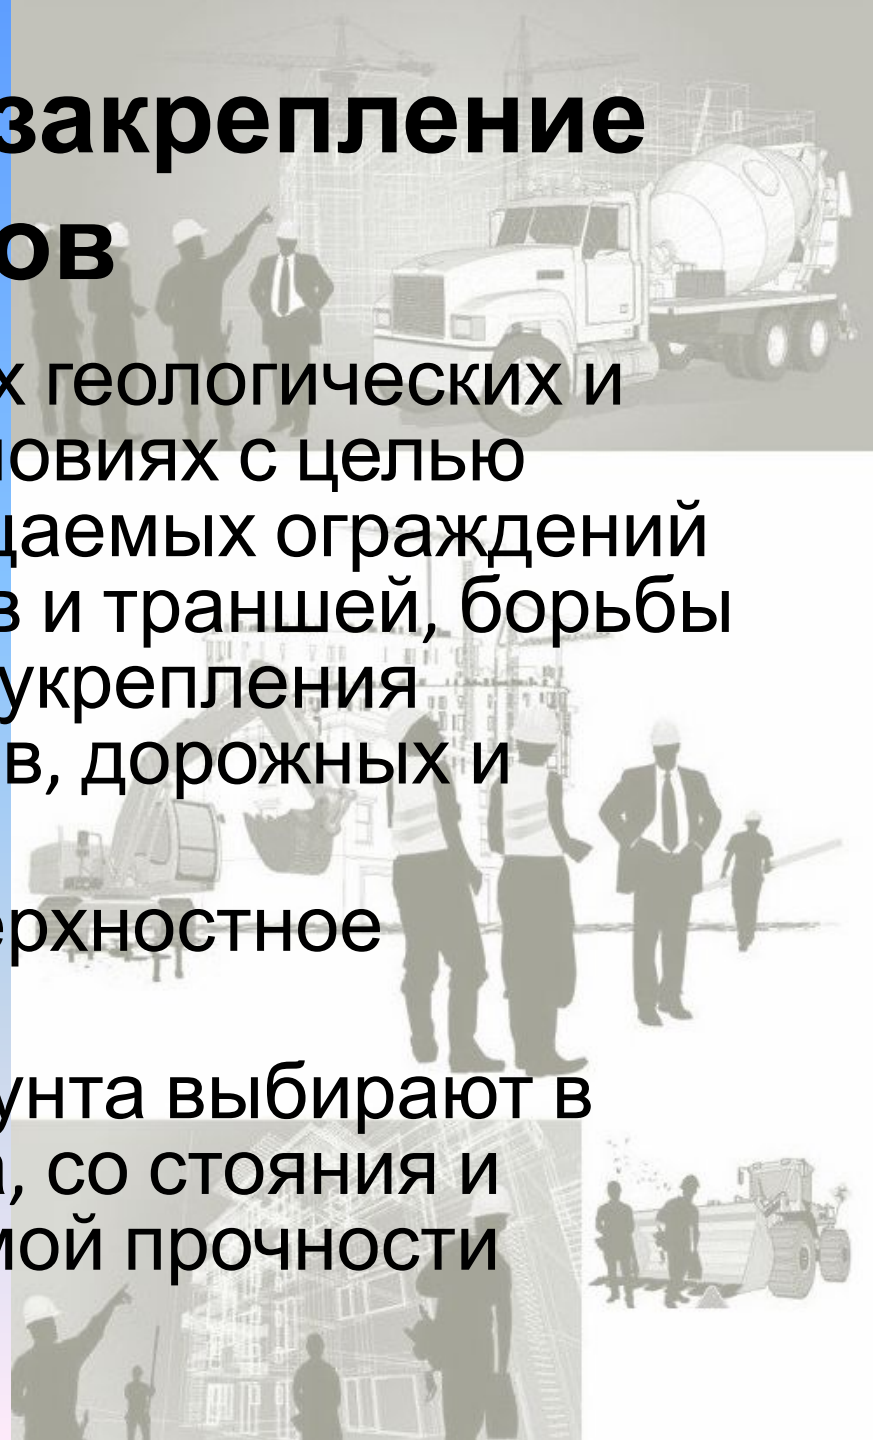 закрепление
ов
х геологических и
овиях с целью
цаемых ограждений
в и траншей, борьбы
укрепления
в, дорожных и
ерхностное
унта выбирают в
а, со стояния и
мой прочности